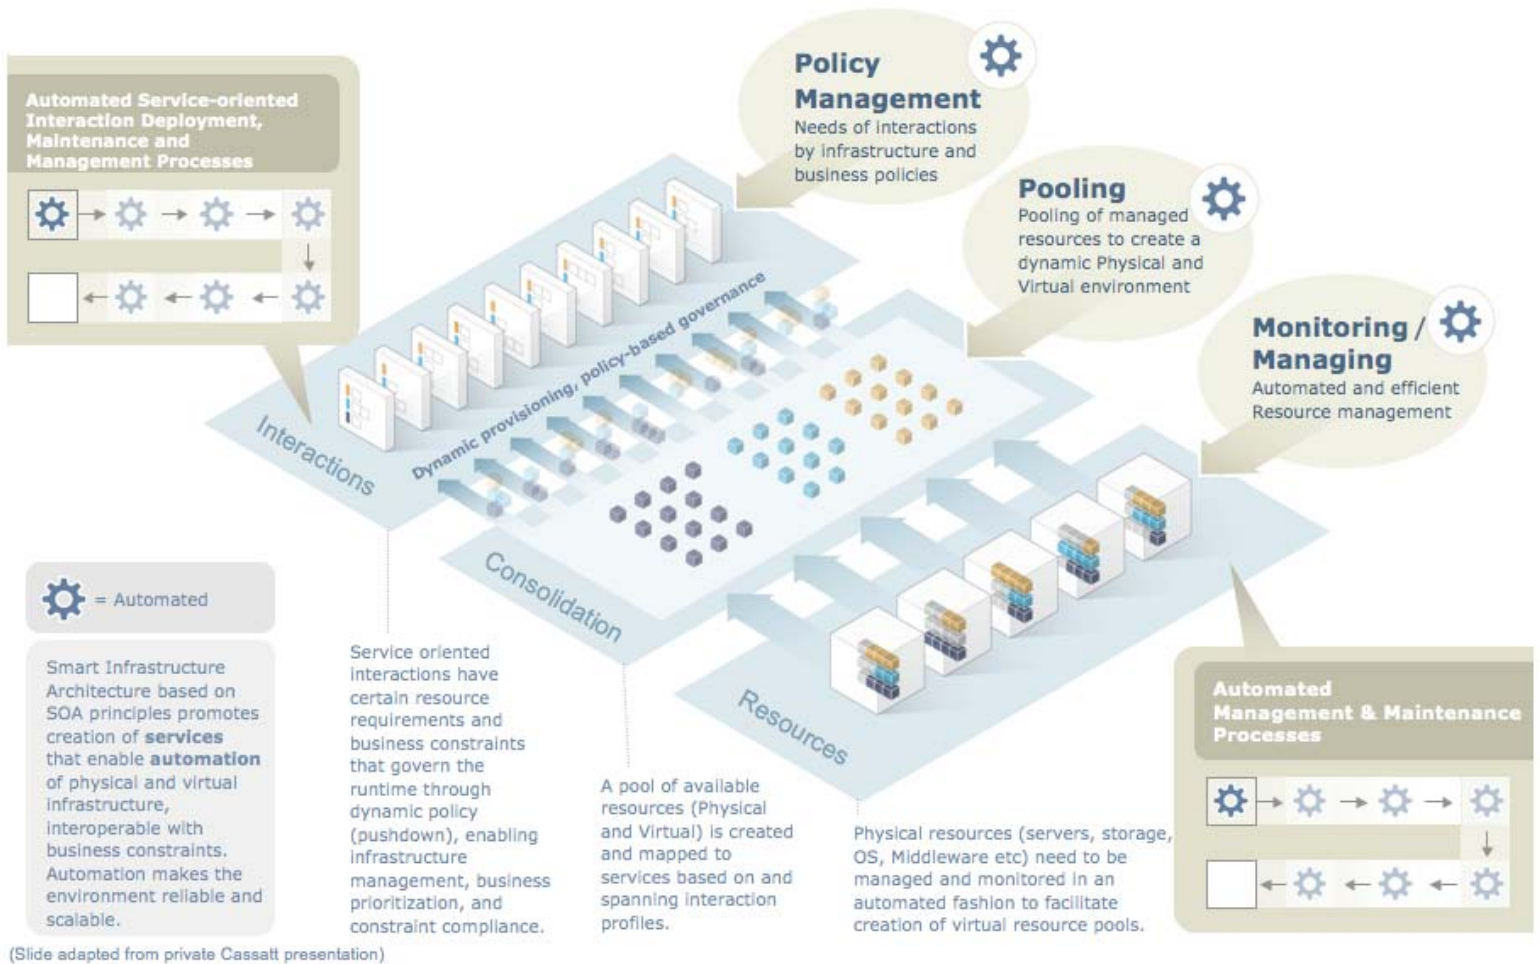 Automated Service-oriented
Interaction Deployment,
Maintenance and
Management Processes
Policy
Management
Needs of interactions
by infrastructure and
business policies
Pooling
Pooling of managed
resources to create a
dynamic Physical and
Virtual environment
Monitoring /
Managing
Automated and efficient
Resource management
Dynamic provisioning, policy-based governance
Interactions
Consolidation
Resources
= Automated
Smart Infrastructure
Architecture based on
SOA principles promotes
creation of services
that enable automation
of physical and virtual
infrastructure,
interoperable with
business constraints.
Automation makes the
environment reliable and
scalable.
Service oriented
interactions have
certain resource
requirements and
business constraints
that govern the
runtime through
dynamic policy
(pushdown), enabling
infrastructure
management, business
prioritization, and
constraint compliance.
A pool of available
resources (Physical
and Virtual) is created
and mapped to
services based on and
spanning interaction
profiles.
Physical resources (servers, storage,
OS, Middleware etc) need to be
managed and monitored in an
automated fashion to facilitate
creation of virtual resource pools.
Automated
Management & Maintenance
Processes
(Slide adapted from private Cassatt presentation)